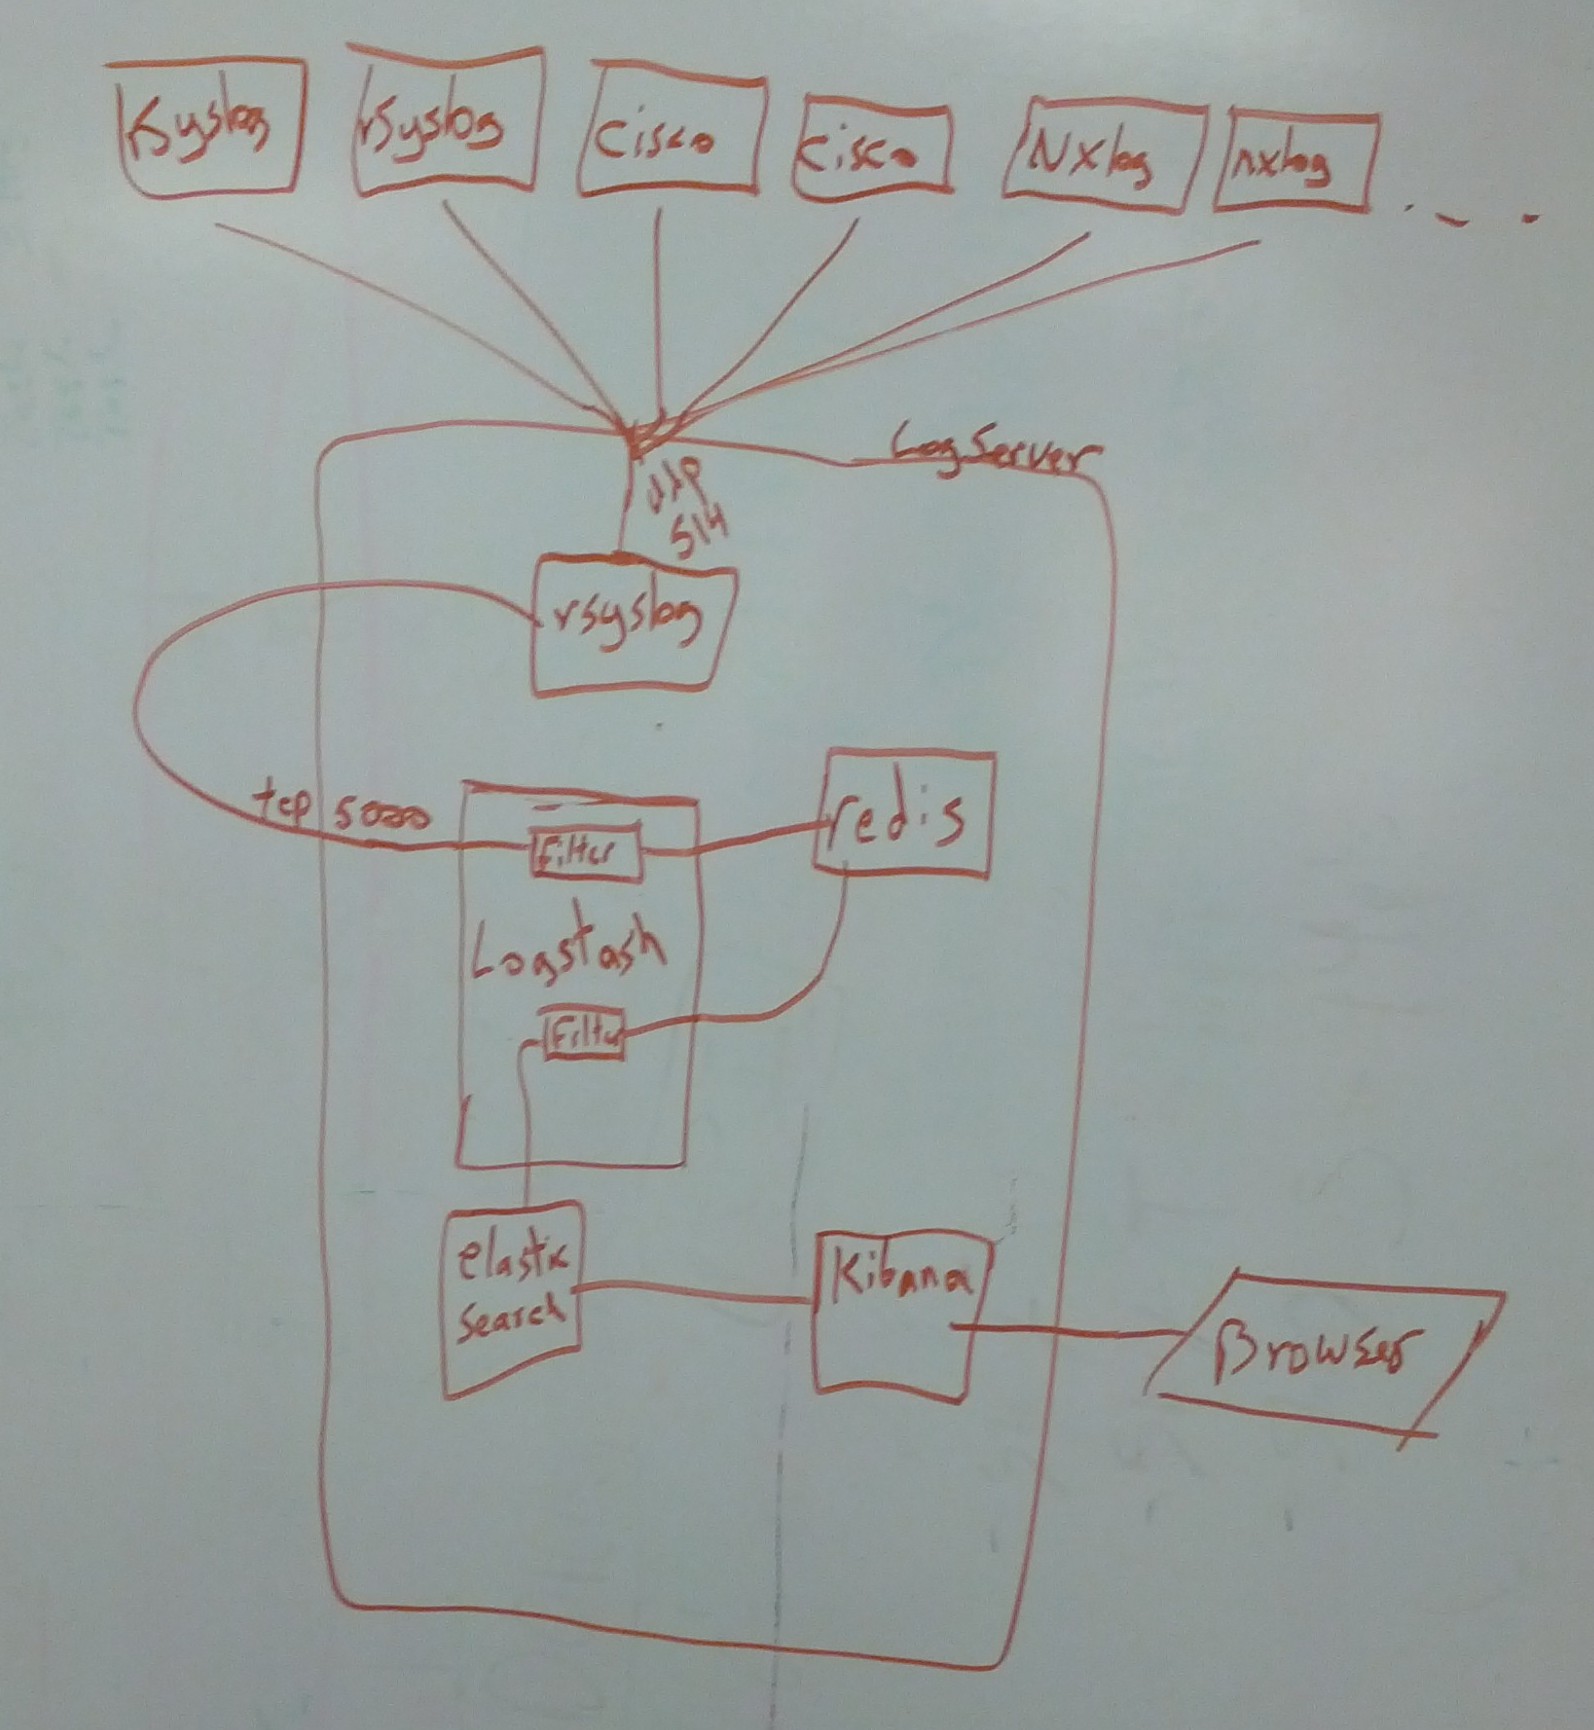 rsyslog
rsyslog
cisco
cisco
NXlog
nxlog
....
LogServer
udp
514
rsyslog
tcp 5000
Filter
redis
Logstash
Filter
elastic
search
Kibana
Browser